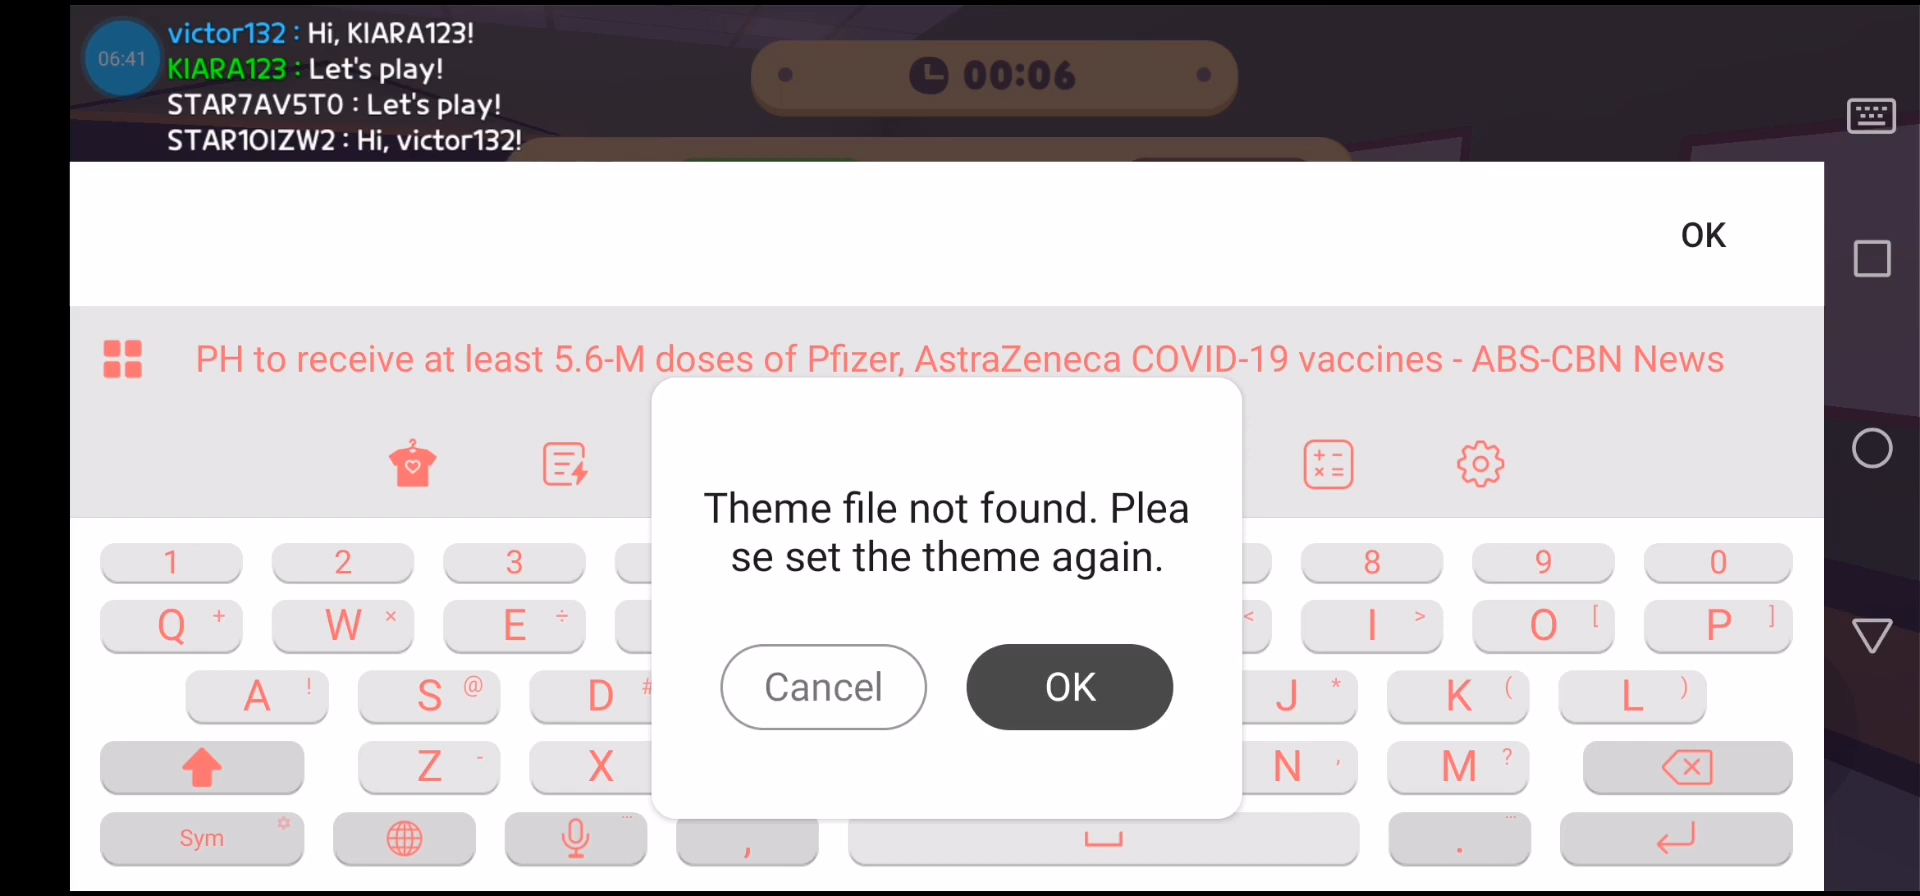 06:41
victor132 : Hi, KIARA123!
KIARA123 : Let's play!
STAR7AV5T0 : Let's play!
STAR1OIZW2 : Hi, victor132!
00:06
OK
PH to receive at least 5.6-M doses of Pfizer, AstraZeneca COVID-19 vaccines - ABS-CBN News
Theme file not found. Plea
se set the theme again.
Cancel OK
1 2 3 8 9 0
Q + W × E ÷ < I > O [ P ]
A ! S @ D # J * K ( L )
Z - X N , M ?
Sym , .